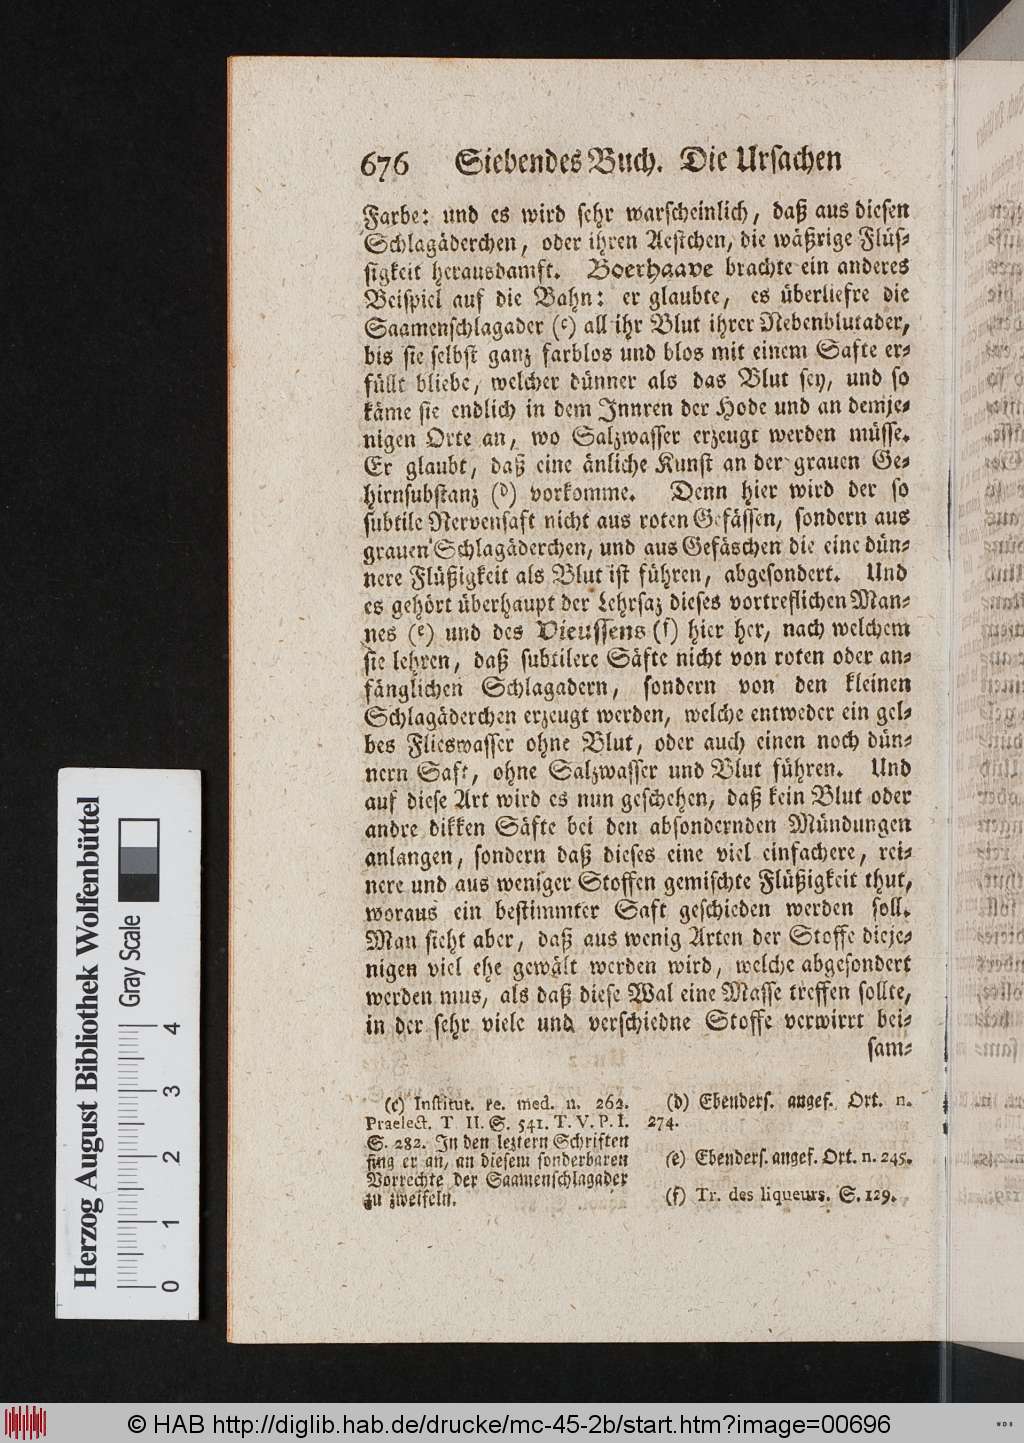 676 Siebendes Buch. Die Ursachen
Farbe: und es wird sehr warscheinlich, daß aus diesen
Schlagäderchen, oder ihren Aestchen, die wäßrige Flüs-
sigkeit herausdamft. Boerhaave brachte ein anderes
Beispiel auf die Bahn: er glaubte, es überliefre die
Saamenschlagader (c) all ihr Blut ihrer Nebenblutader,
bis sie selbst ganz farblos und blos mit einem Safte er-
füllt bliebe, welcher dünner als das Blut sey, und so
käme sie endlich in dem Innren der Hode und an demje-
nigen Orte an, wo Salzwasser erzeugt werden müsse.
Er glaubt, daß eine änliche Kunst an der grauen Ge-
hirnsubstanz (d) vorkomme. Denn hier wird der so
subtile Nervensaft nicht aus roten Gefässen, sondern aus
grauen Schlagäderchen, und aus Gefäschen die eine dün-
nere Flüßigkeit als Blut ist führen, abgesondert. Und
es gehört überhaupt der Lehrsaz dieses vortreflichen Man-
nes (e) und des Vieussens (f) hier her, nach welchem
sie lehren, daß subtilere Säfte nicht von roten oder an-
fänglichen Schlagadern, sondern von den kleinen
Schlagäderchen erzeugt werden, welche entweder ein gel-
bes Flieswasser ohne Blut, oder auch einen noch dün-
nern Saft, ohne Salzwasser und Blut führen. Und
auf diese Art wird es nun geschehen, daß kein Blut oder
andre dikken Säfte bei den absondernden Mündungen
anlangen, sondern daß dieses eine viel einfachere, rei-
nere und aus weniger Stoffen gemischte Flüßigkeit thut,
woraus ein bestimmter Saft geschieden werden soll.
Man sieht aber, daß aus wenig Arten der Stoffe dieje-
nigen viel ehe gewält werden wird, welche abgesondert
werden mus, als daß diese Wal eine Masse treffen sollte,
in der sehr viele und verschiedne Stoffe verwirrt bei-
sam-
(c) Institut. re. med. n. 262.
Praelect. T II. S. 541. T. V. P. I.
S. 282. In den leztern Schriften
fing er an, an diesem sonderbaren
Vorrechte der Saamenschlagader
zu zweifeln.
(d) Ebenders. angef. Ort. n.
274.
(e) Ebenders. angef. Ort. n. 245.
(f) Tr. des liqueurs. S. 129.
Herzog August Bibliothek Wolfenbüttel
Gray Scale
0 1 2 3 4
© HAB http://diglib.hab.de/drucke/mc-45-2b/start.htm?image=00696